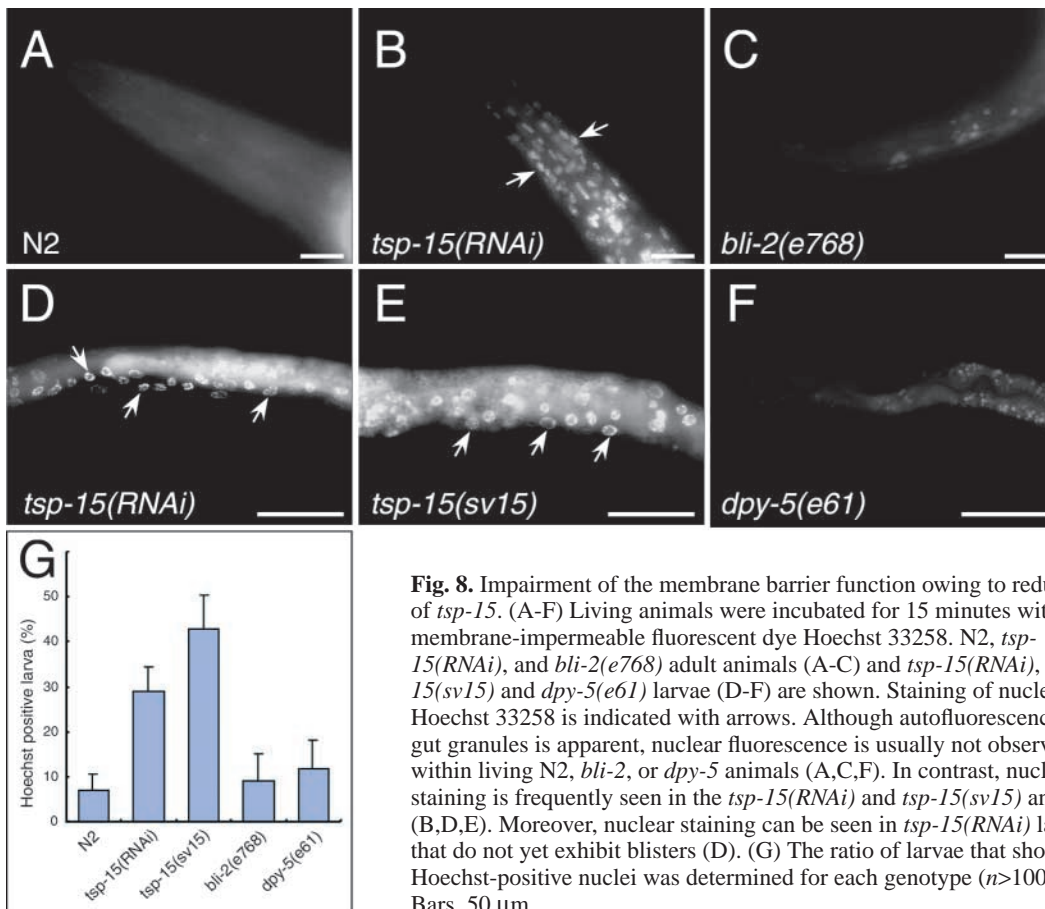 A
B
C
N2
tsp-15(RNAi)
bli-2(e768)
D
E
F
tsp-15(RNAi)
tsp-15(sv15)
dpy-5(e61)
G
Hoechst positive larva (%)
50
40
30
20
10
0
N2
tsp-15(RNAi)
tsp-15(sv15)
bli-2(e768)
dpy-5(e61)
Fig. 8. Impairment of the membrane barrier function owing to redu
of tsp-15. (A-F) Living animals were incubated for 15 minutes wit
membrane-impermeable fluorescent dye Hoechst 33258. N2, tsp-
15(RNAi), and bli-2(e768) adult animals (A-C) and tsp-15(RNAi),
15(sv15) and dpy-5(e61) larvae (D-F) are shown. Staining of nucle
Hoechst 33258 is indicated with arrows. Although autofluorescenc
gut granules is apparent, nuclear fluorescence is usually not observ
within living N2, bli-2, or dpy-5 animals (A,C,F). In contrast, nucl
staining is frequently seen in the tsp-15(RNAi) and tsp-15(sv15) an
(B,D,E). Moreover, nuclear staining can be seen in tsp-15(RNAi) la
that do not yet exhibit blisters (D). (G) The ratio of larvae that sho
Hoechst-positive nuclei was determined for each genotype (n>100
Bars, 50 μm